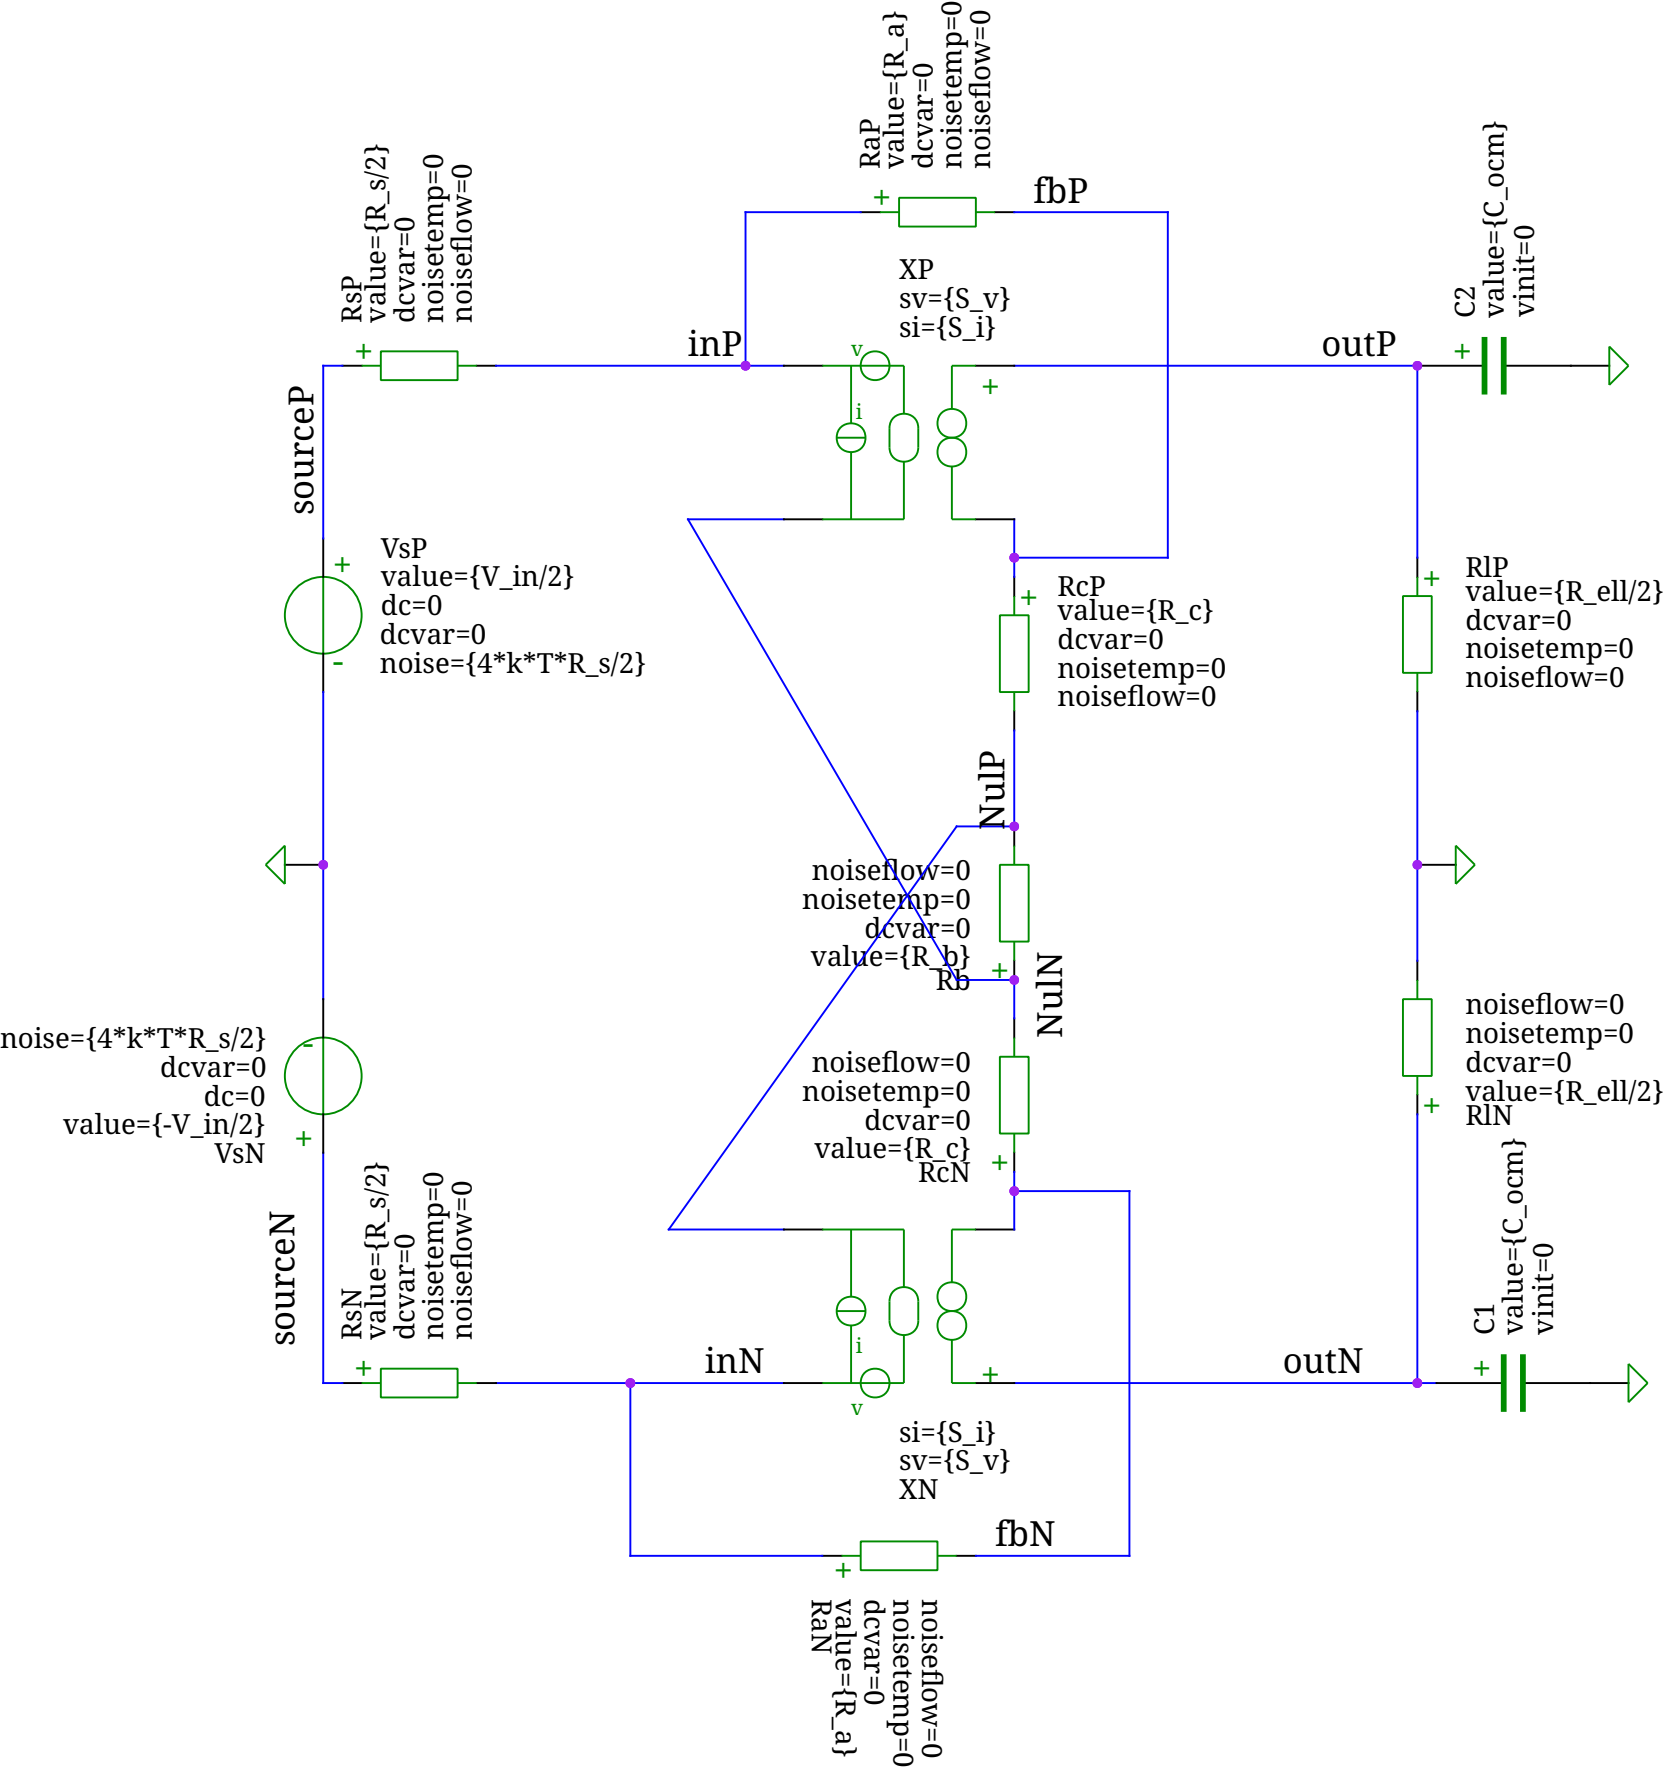 RaP
value={R_a}
dcvar=0
noisetemp=0
noiseflow=0
fbP
RsP
value={R_s/2}
dcvar=0
noisetemp=0
noiseflow=0
C2
value={C_ocm}
vinit=0
XP
sv={S_v}
si={S_i}
inP
outP
v
i
+
sourceP
VsP
value={V_in/2}
dc=0
dcvar=0
noise={4*k*T*R_s/2}
RcP
value={R_c}
dcvar=0
noisetemp=0
noiseflow=0
RlP
value={R_ell/2}
dcvar=0
noisetemp=0
noiseflow=0
NulP
noiseflow=0
noisetemp=0
dcvar=0
value={R_b}
Rb
NulN
noise={4*k*T*R_s/2}
dcvar=0
dc=0
value={-V_in/2}
VsN
noiseflow=0
noisetemp=0
dcvar=0
value={R_c}
RcN
noiseflow=0
noisetemp=0
dcvar=0
value={R_ell/2}
RlN
sourceN
RsN
value={R_s/2}
dcvar=0
noisetemp=0
noiseflow=0
C1
value={C_ocm}
vinit=0
i
v
inN
outN
si={S_i}
sv={S_v}
XN
fbN
noiseflow=0
noisetemp=0
dcvar=0
value={R_a}
RaN